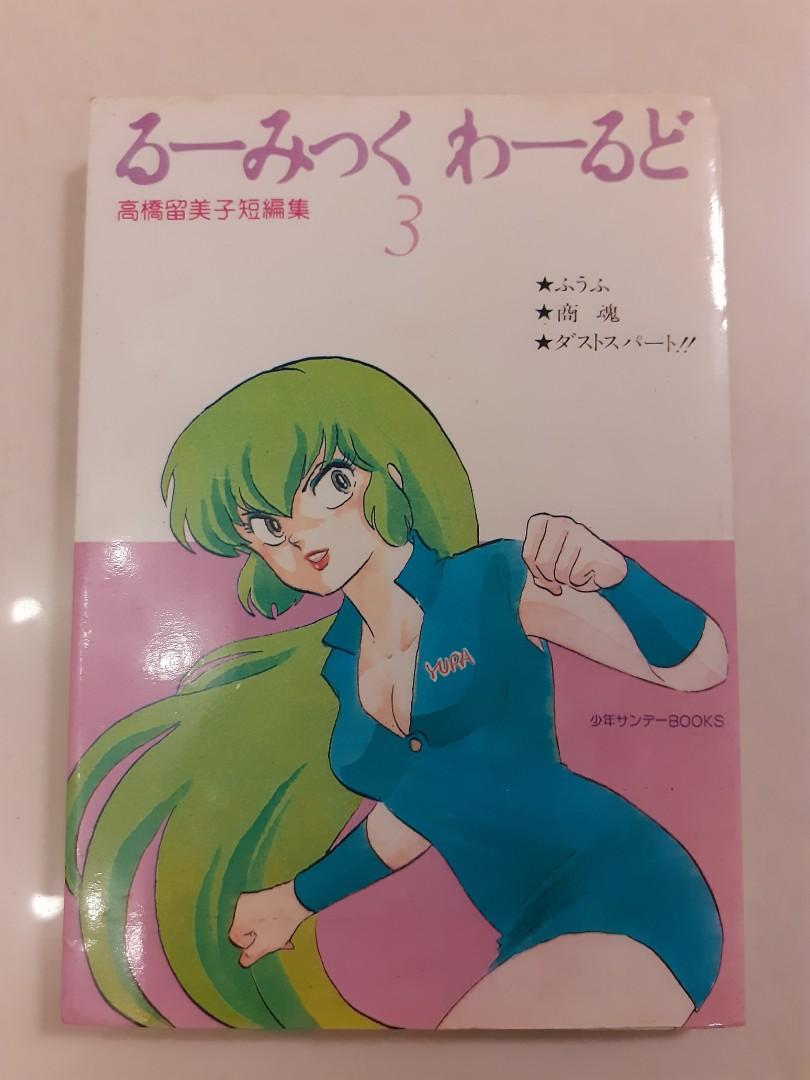 るーみっく わーるど
高橋留美子短編集
3
★ふうふ
★商 魂
★ダストスパート!!
YURA
少年サンデーBOOKS